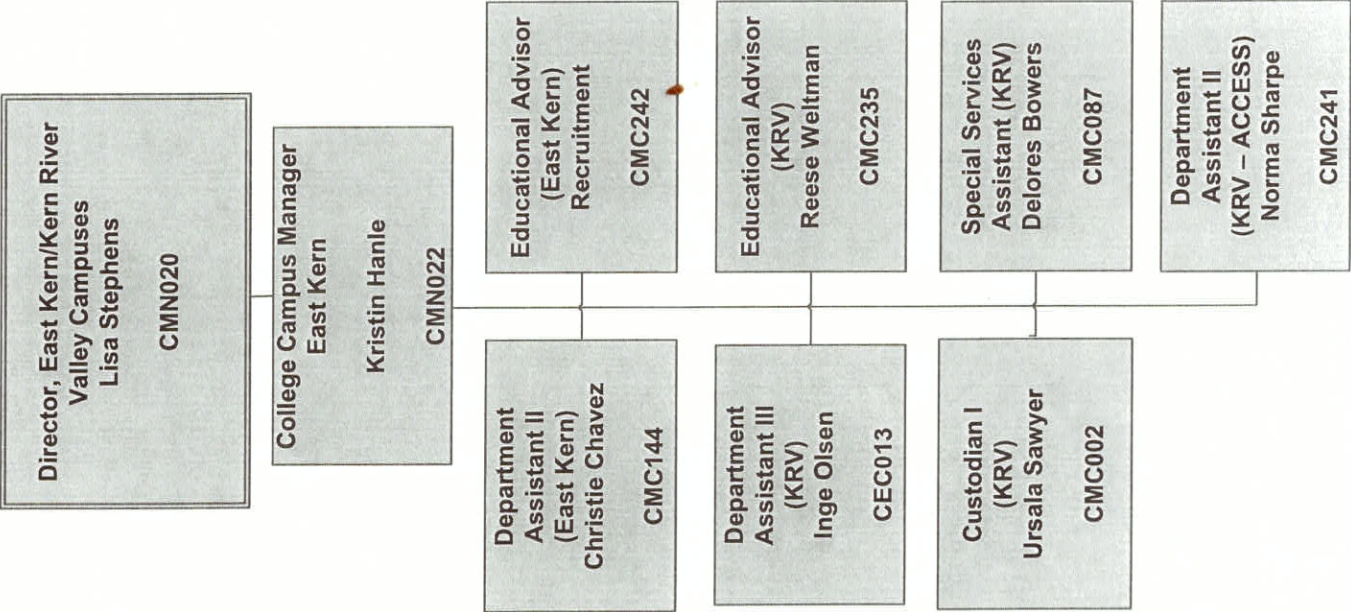 Director, East Kern/Kern River
Valley Campuses
Lisa Stephens
CMN020
College Campus Manager
East Kern
Kristin Hanle
CMN022
Department
Assistant II
(East Kern)
Christie Chavez
CMC144
Educational Advisor
(East Kern)
Recruitment
CMC242
Department
Assistant III
(KRV)
Inge Olsen
CEC013
Educational Advisor
(KRV)
Reese Weltman
CMC235
Custodian I
(KRV)
Ursala Sawyer
CMC002
Special Services
Assistant (KRV)
Delores Bowers
CMC087
Department
Assistant II
(KRV – ACCESS)
Norma Sharpe
CMC241